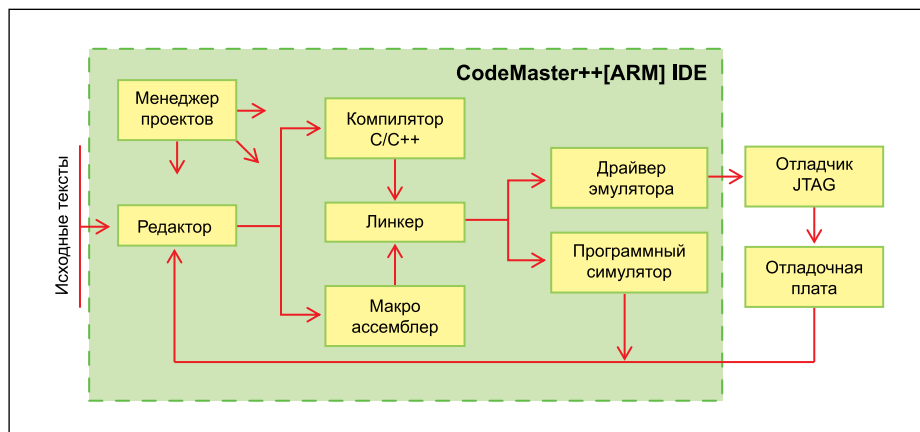 CodeMaster++[ARM] IDE
Менеджер
проектов
Компилятор
C/C++
Драйвер
эмулятора
Отладчик
JTAG
Исходные тексты
Редактор
Линкер
Программный
симулятор
Отладочная
плата
Макро
ассемблер